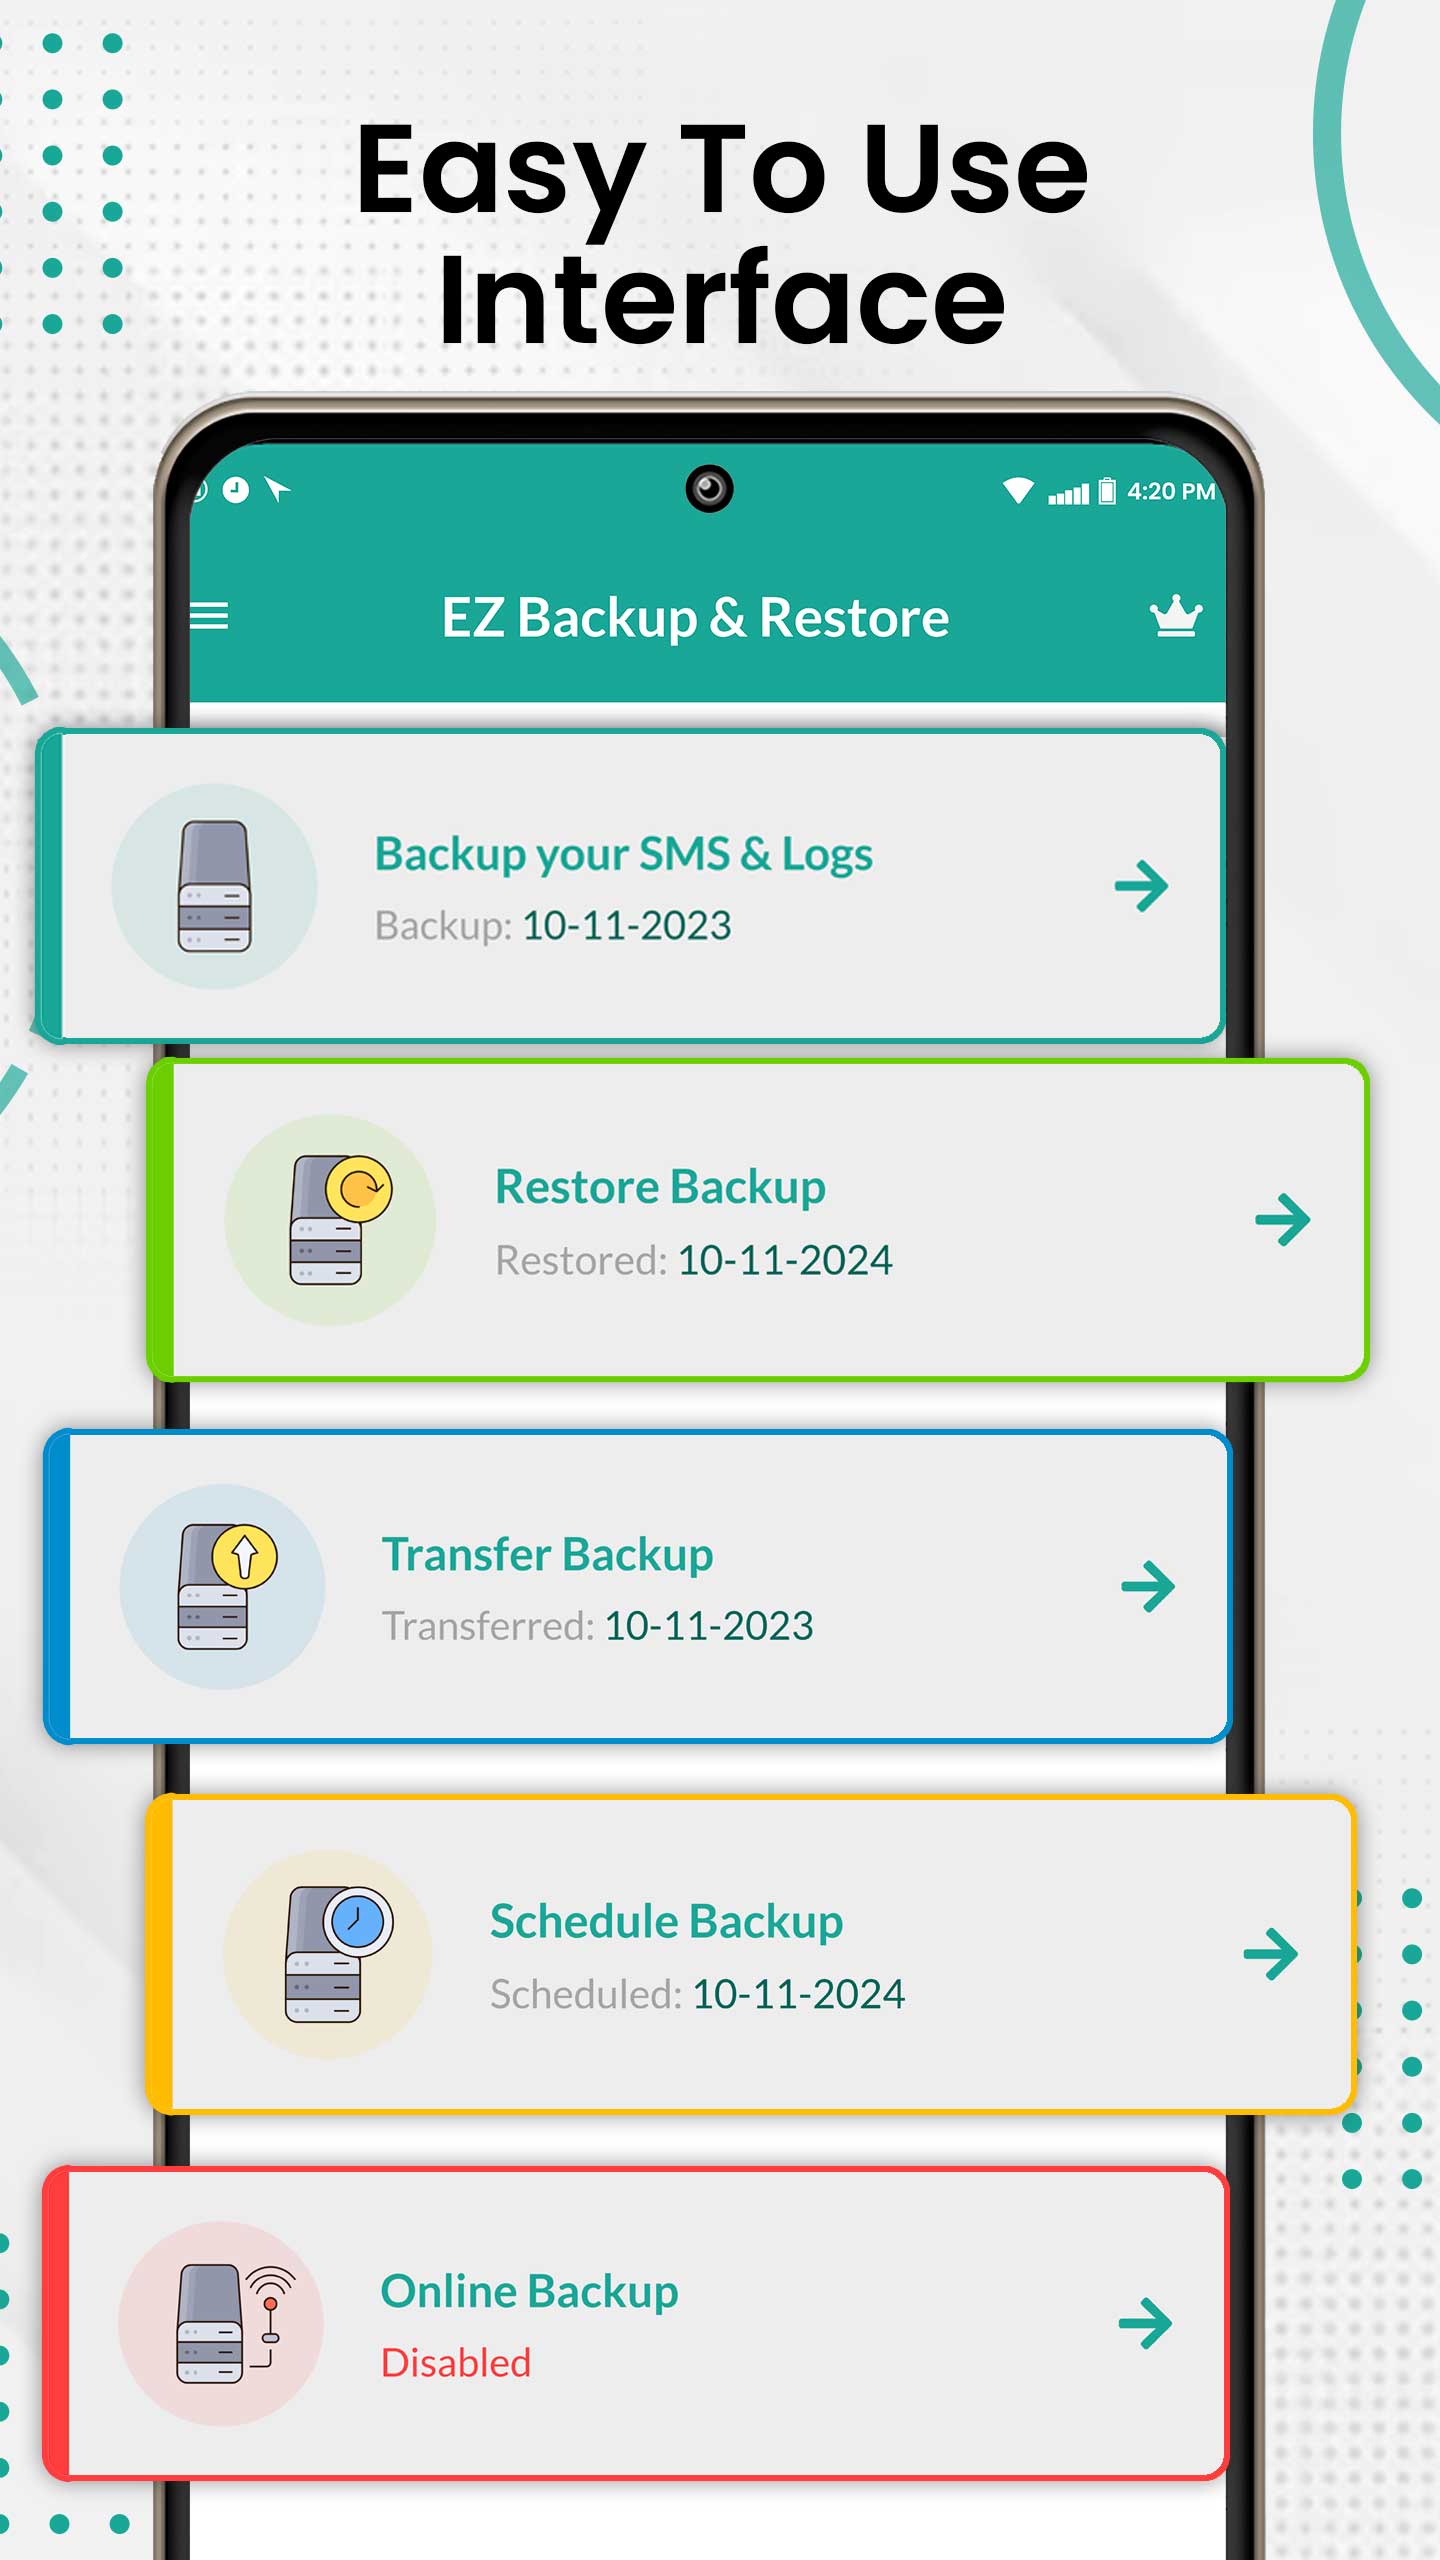 Easy To Use
Interface
4:20 PM
EZ Backup & Restore
Backup your SMS & Logs
Backup: 10-11-2023
Restore Backup
Restored: 10-11-2024
Transfer Backup
Transferred: 10-11-2023
Schedule Backup
Scheduled: 10-11-2024
Online Backup
Disabled